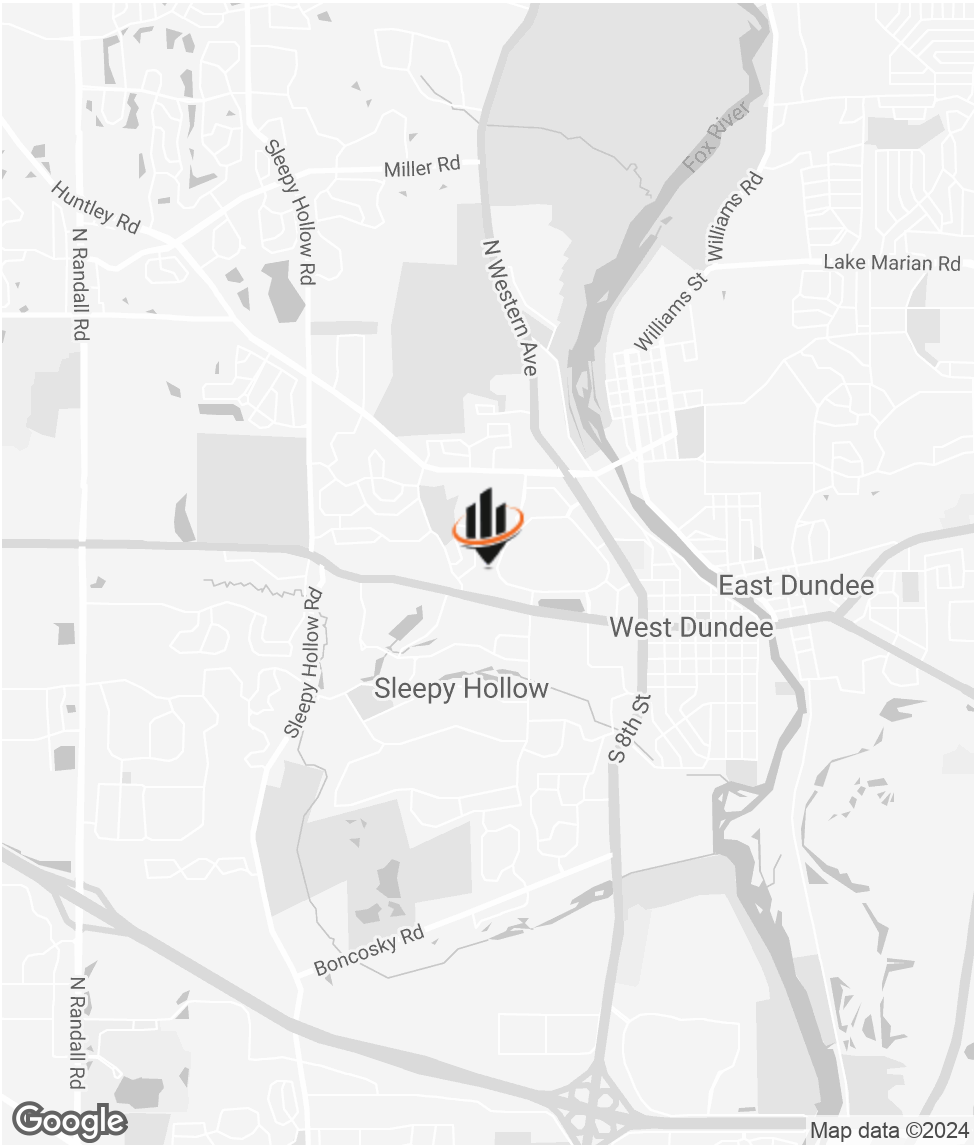 Fox River
Miller Rd
Sleepy Hollow Rd
Huntley Rd
Williams Rd
N Randall Rd
N Western Ave
Lake Marian Rd
Williams St
East Dundee
West Dundee
Sleepy Hollow Rd
Sleepy Hollow
S 8th St
Boncosky Rd
N Randall Rd
Google
Map data ©2024